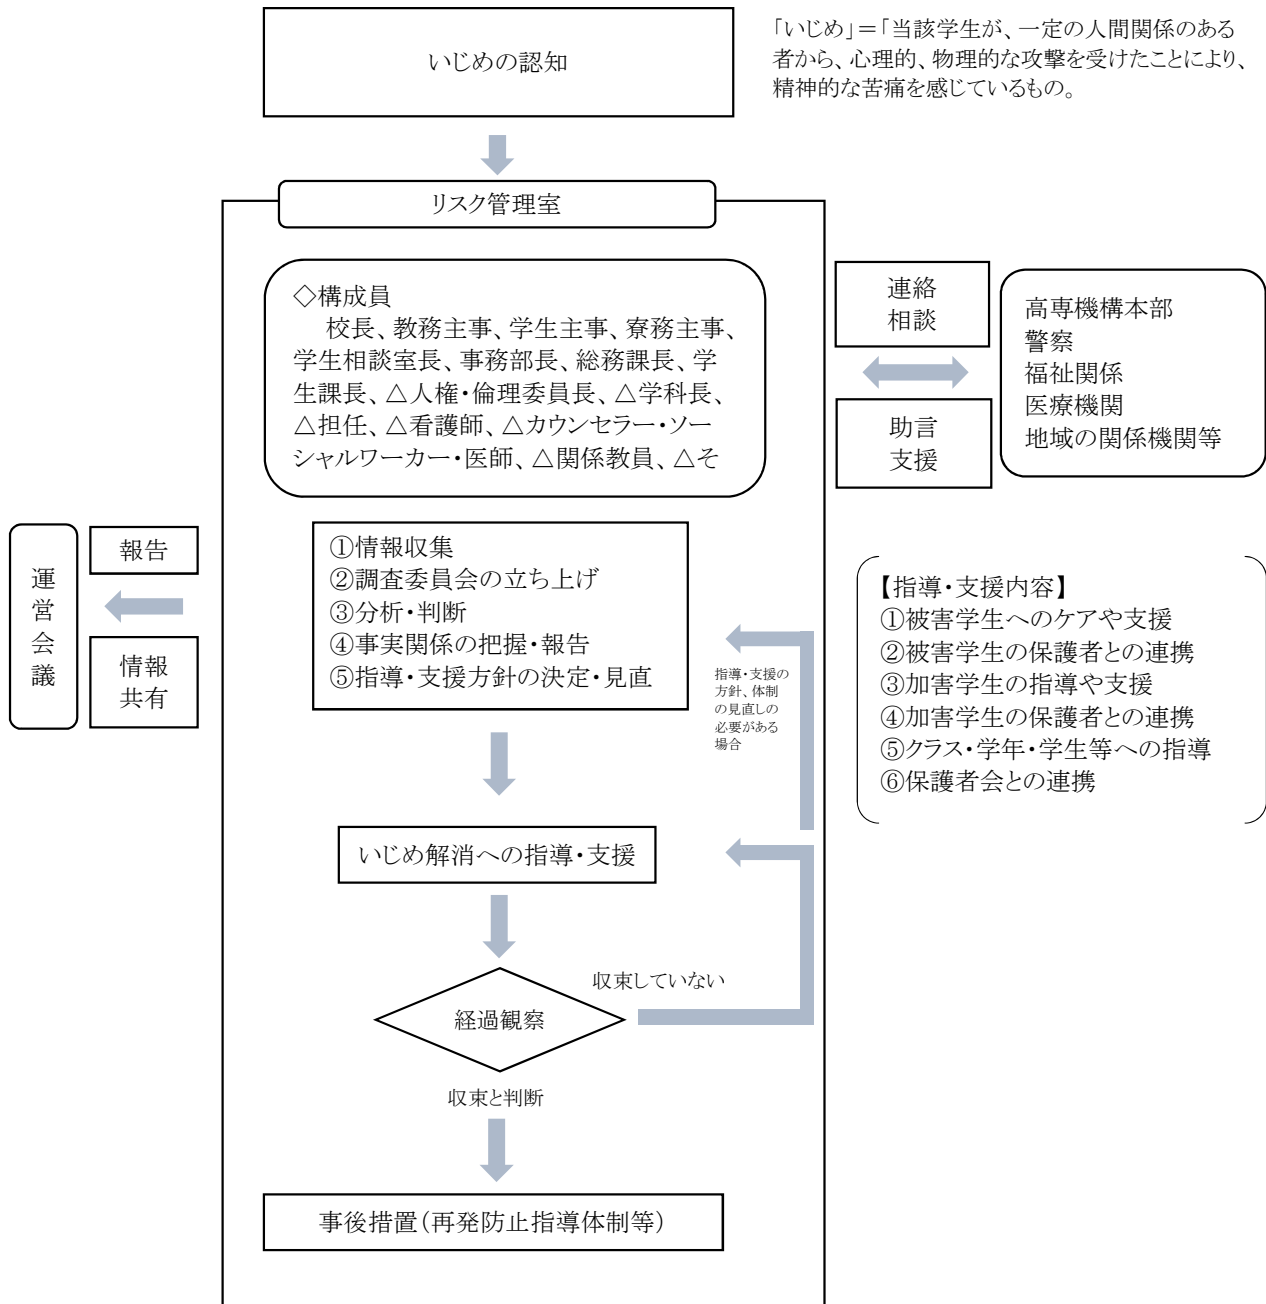 いじめの認知
「いじめ」=「当該学生が、一定の人間関係のある
者から、心理的、物理的な攻撃を受けたことにより、
精神的な苦痛を感じているもの。
リスク管理室
◇構成員
校長、教務主事、学生主事、寮務主事、
学生相談室長、事務部長、総務課長、学
生課長、△人権・倫理委員長、△学科長、
△担任、△看護師、△カウンセラー・ソー
シャルワーカー・医師、△関係教員、△そ
連絡
相談
助言
支援
高専機構本部
警察
福祉関係
医療機関
地域の関係機関等
運営会議
報告
情報
共有
①情報収集
②調査委員会の立ち上げ
③分析・判断
④事実関係の把握・報告
⑤指導・支援方針の決定・見直
指導・支援の
方針、体制
の見直しの
必要がある
場合
【指導・支援内容】
①被害学生へのケアや支援
②被害学生の保護者との連携
③加害学生の指導や支援
④加害学生の保護者との連携
⑤クラス・学年・学生等への指導
⑥保護者会との連携
いじめ解消への指導・支援
収束していない
経過観察
収束と判断
事後措置(再発防止指導体制等)